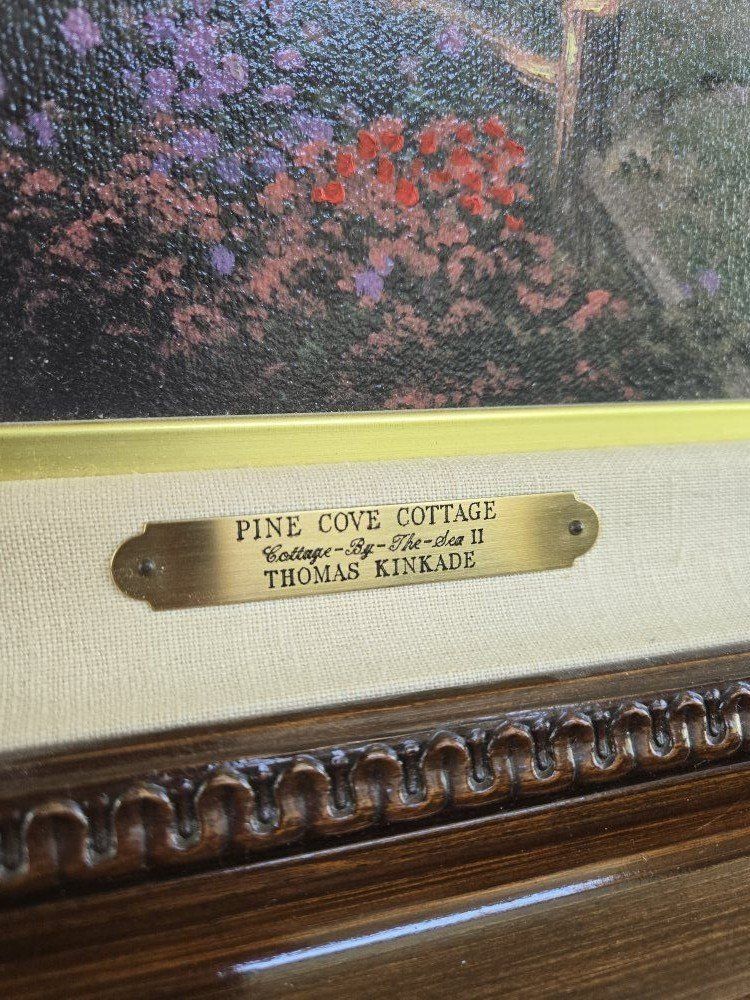 PINE COVE COTTAGE
Cottage-By-The-Sea II
THOMAS KINKADE